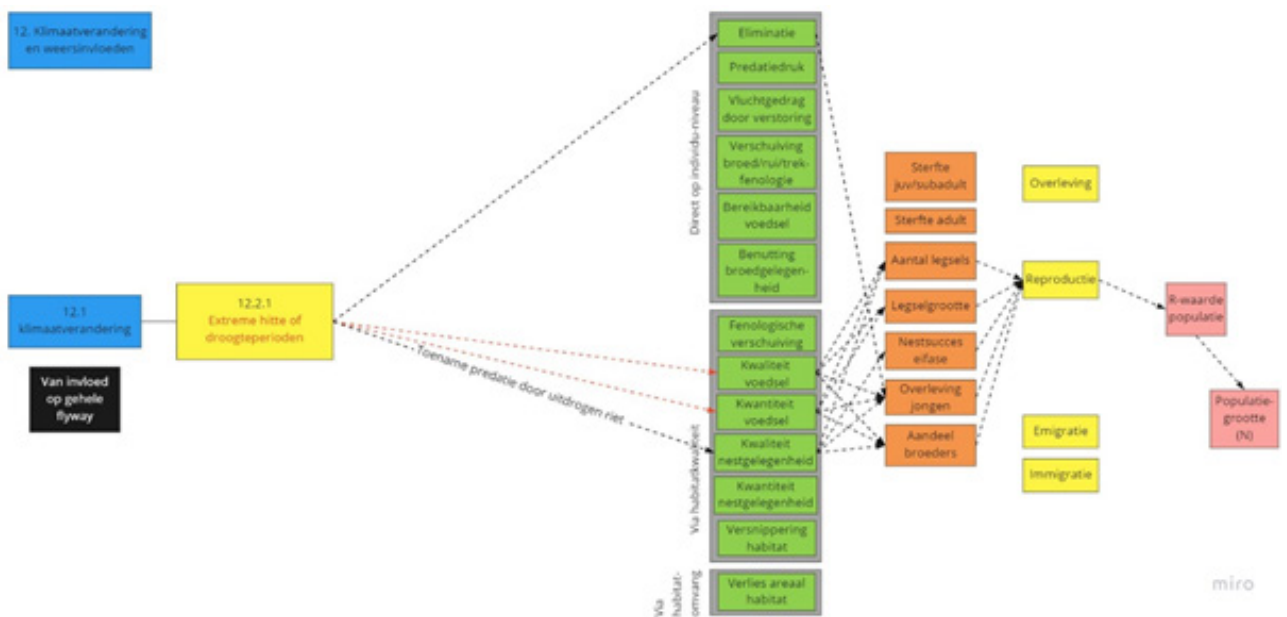 12. Klimaatverandering
en weersinvloeden
12.1
klimaatverandering
Van invloed
op gehele
flyway
12.2.1
Extreme hitte of
droogteperioden
Toename predatie door uitdrogen riet
Direct op individu-niveau
Eliminatie
Predatiedruk
Vluchtgedrag
door verstoring
Verschuiving
broed/rui/trek-
fenologie
Bereikbaarheid
voedsel
Benutting
broedgelegen-
heid
Via habitatkwaliteit
Fenologische
verschuiving
Kwaliteit
voedsel
Kwantiteit
voedsel
Kwaliteit
nestgelegenheid
Kwantiteit
nestgelegenheid
Versnippering
habitat
Via
habitat-
omvang
Verlies areaal
habitat
Sterfte
juv/subadult
Sterfte adult
Aantal legsels
Legselgrootte
Nestsucces
eifase
Overleving
jongen
Aandeel
broeders
Overleving
Reproductie
Emigratie
Immigratie
R-waarde
populatie
Populatie-
grootte
(N)
miro